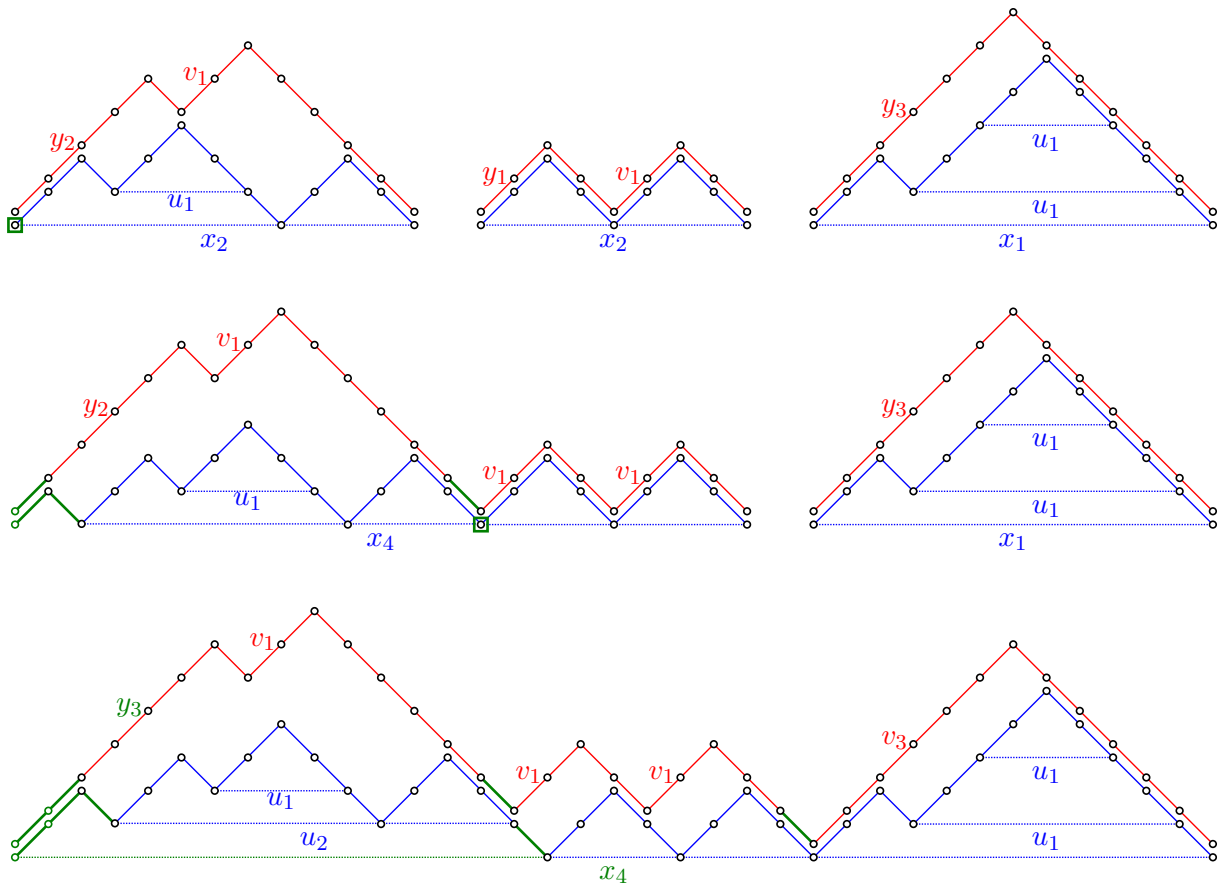 v₁
y₂
u₁
x₂
y₁ v₁
x₂
y₃
u₁
u₁
x₁
v₁
y₂
u₁
x₄
v₁ v₁
y₃
u₁
u₁
x₁
v₁
y₃
u₁
u₂
v₁ v₁
x₄
v₃
u₁
u₁